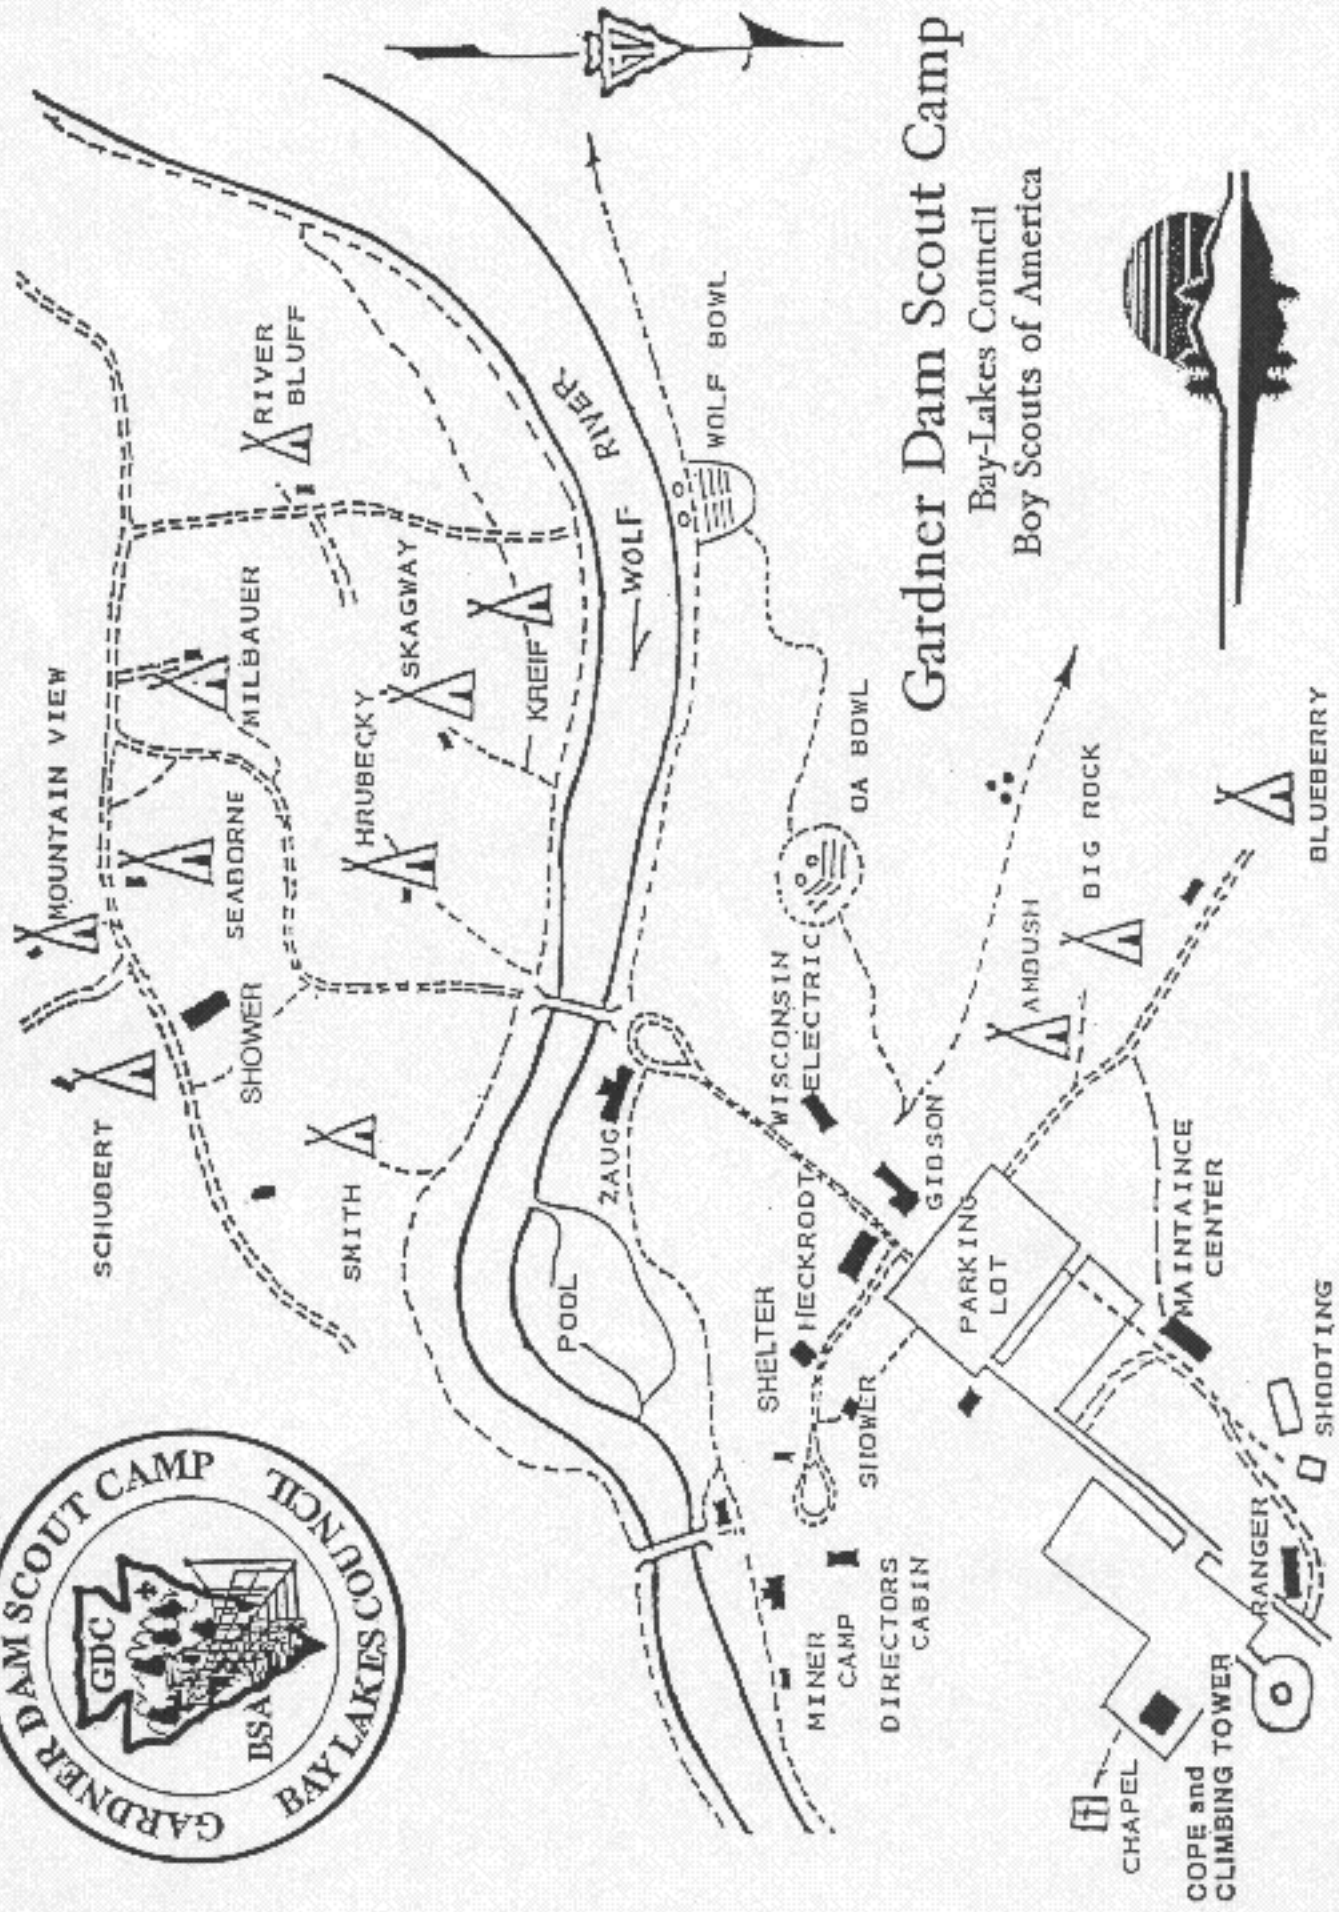 GARDNER DAM SCOUT CAMP
BAY LAKES COUNCIL
GDC
BSA
MOUNTAIN VIEW
SCHUBERT
SEABORNE
SHOWER
MILBAUER
RIVER
BLUFF
SMITH
HRUBECKY
SKAGWAY
KREIF
WOLF RIVER
POOL
ZAUG
WOLF BOWL
SHELTER
WISCONSIN
ELECTRIC
HECKRODT
OA BOWL
MINER
CAMP
DIRECTORS
CABIN
SHOWER
GIBSON
PARKING
LOT
AMBUSH
BIG ROCK
Gardner Dam Scout Camp
Bay-Lakes Council
Boy Scouts of America
CHAPEL
MAINTAINCE
CENTER
COPE and
CLIMBING TOWER
RANGER
SHOOTING
BLUEBERRY